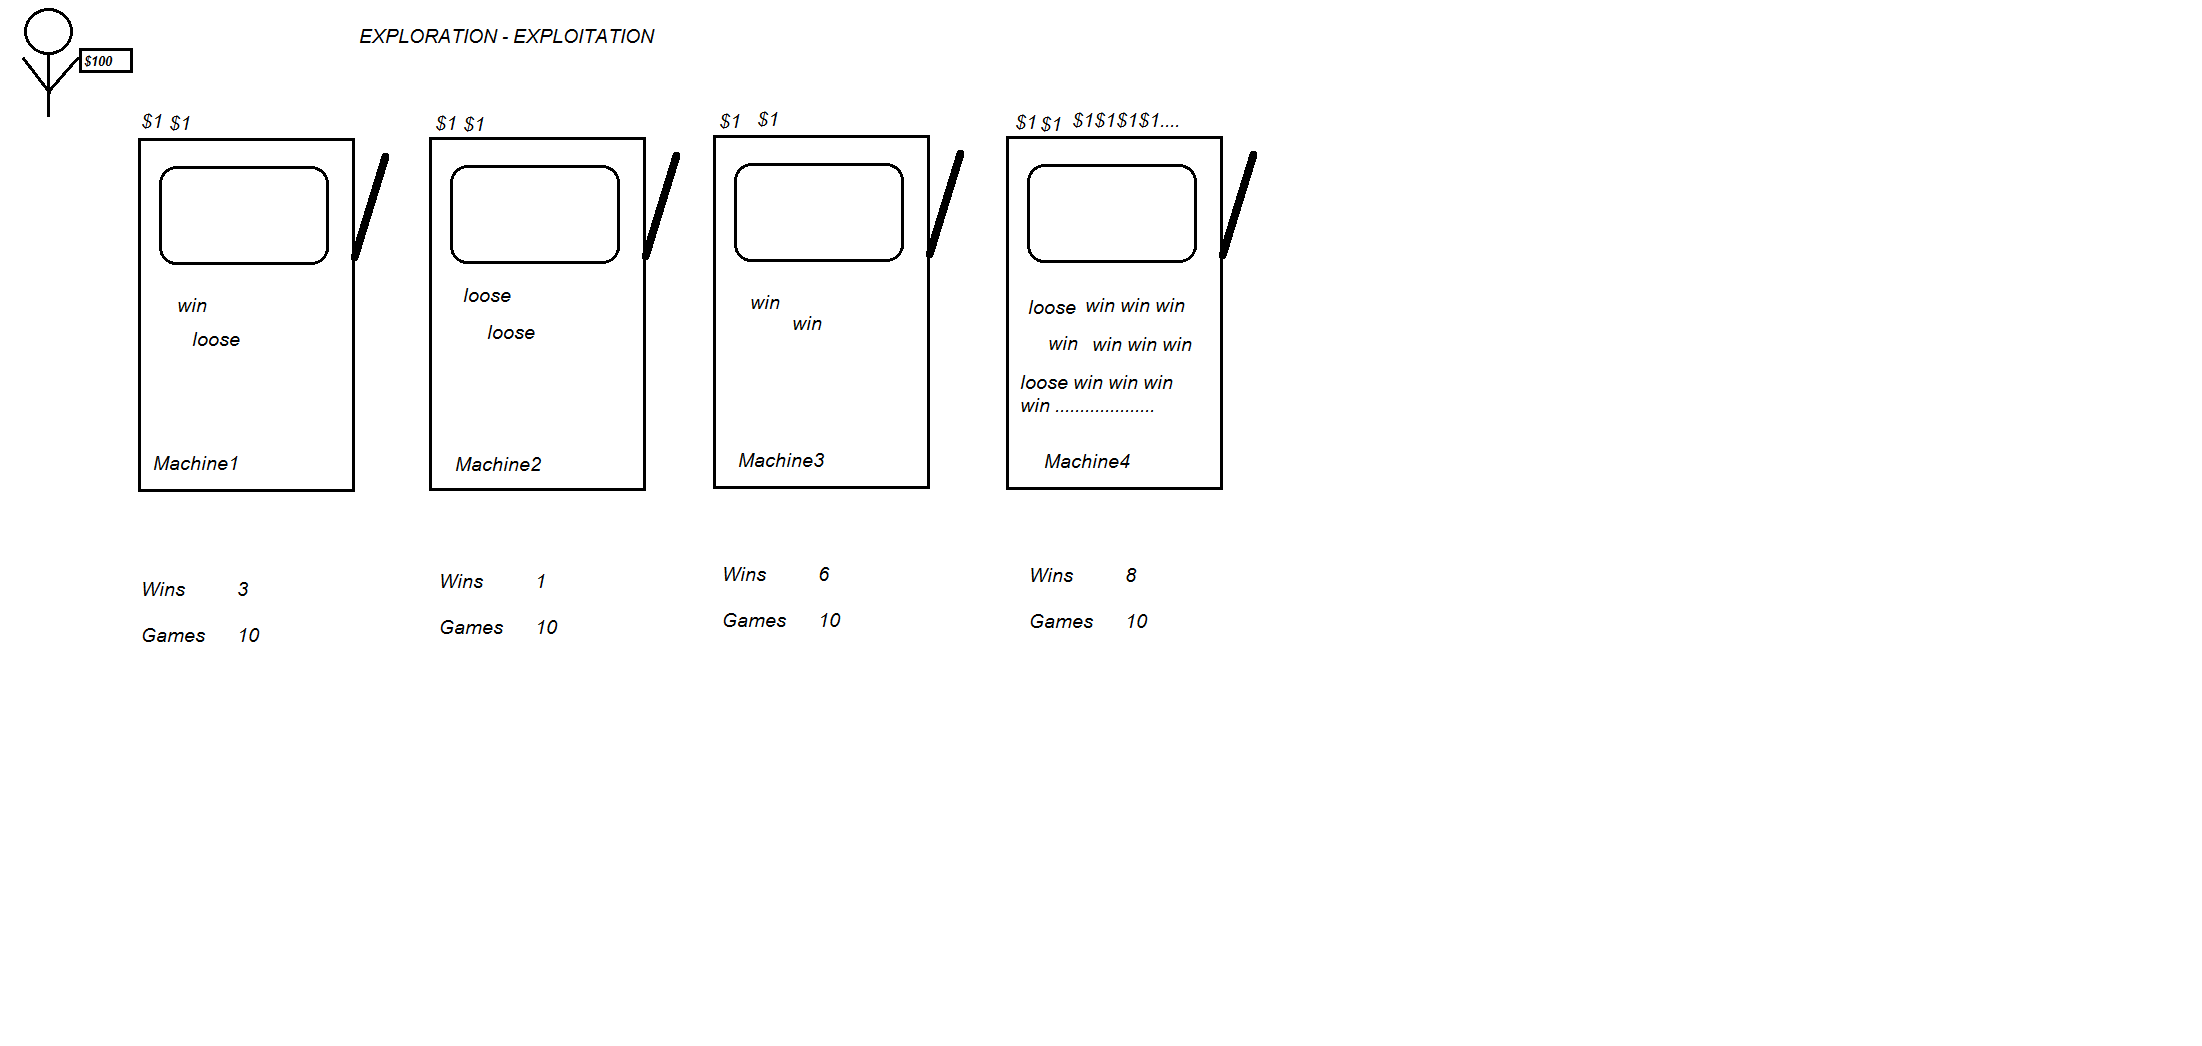 EXPLORATION - EXPLOITATION
$100
$1 $1
$1 $1
$1 $1
$1 $1 $1$1$1$1....
win
loose
Machine1
loose
loose
Machine2
win
win
Machine3
loose win win win
win win win win
loose win win win
win ....................
Machine4
Wins 3
Games 10
Wins 1
Games 10
Wins 6
Games 10
Wins 8
Games 10